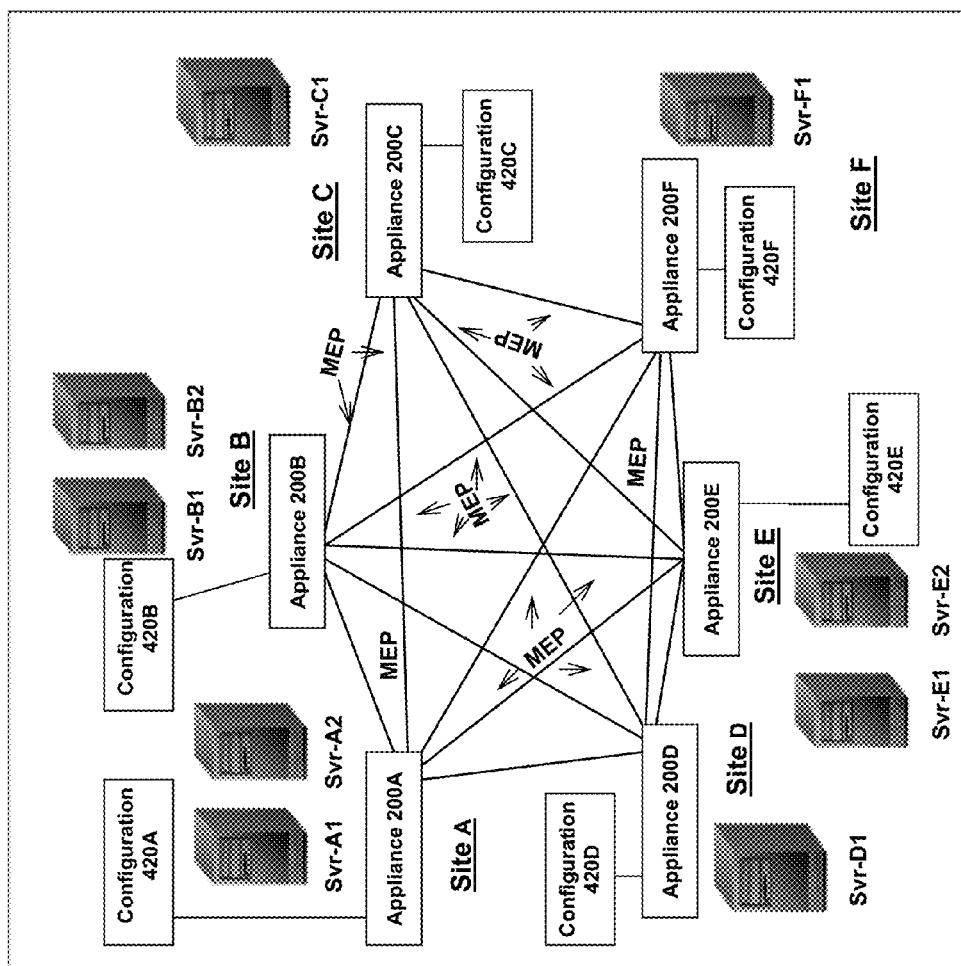 Configuration
420A
Svr-A1
Svr-A2
Appliance 200A
Site A
Configuration
420B
Svr-B1
Svr-B2
Site B
Appliance 200B
Svr-C1
Site C
Appliance 200C
Configuration
420C
MEP
MEP
MEP
MEP
MEP
MEP
Configuration
420D
Appliance 200D
Site D
Svr-D1
Appliance 200E
Site E
Configuration
420E
Svr-E1
Svr-E2
Appliance 200F
Configuration
420F
Svr-F1
Site F